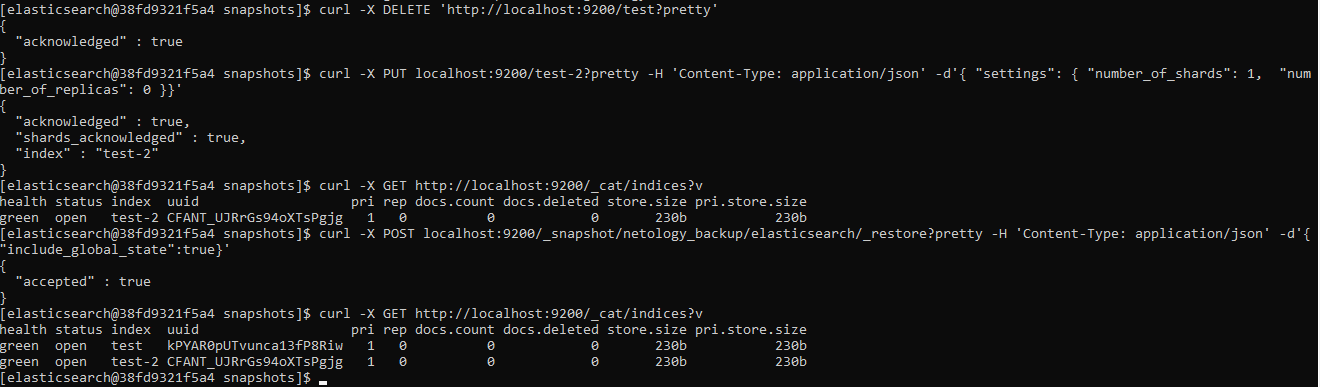 [elasticsearch@38fd9321f5a4 snapshots]$ curl -X DELETE 'http://localhost:9200/test?pretty'
{
  "acknowledged" : true
}
[elasticsearch@38fd9321f5a4 snapshots]$ curl -X PUT localhost:9200/test-2?pretty -H 'Content-Type: application/json' -d'{ "settings": { "number_of_shards": 1,  "num
ber_of_replicas": 0 }}'
{
  "acknowledged" : true,
  "shards_acknowledged" : true,
  "index" : "test-2"
}
[elasticsearch@38fd9321f5a4 snapshots]$ curl -X GET http://localhost:9200/_cat/indices?v
health status index  uuid                   pri rep docs.count docs.deleted store.size pri.store.size
green  open   test-2 CFANT_UJRrGs94oXTsPgjg   1   0          0            0       230b           230b
[elasticsearch@38fd9321f5a4 snapshots]$ curl -X POST localhost:9200/_snapshot/netology_backup/elasticsearch/_restore?pretty -H 'Content-Type: application/json' -d'{
"include_global_state":true}'
{
  "accepted" : true
}
[elasticsearch@38fd9321f5a4 snapshots]$ curl -X GET http://localhost:9200/_cat/indices?v
health status index  uuid                   pri rep docs.count docs.deleted store.size pri.store.size
green  open   test   kPYAR0pUTvunca13fP8Riw   1   0          0            0       230b           230b
green  open   test-2 CFANT_UJRrGs94oXTsPgjg   1   0          0            0       230b           230b
[elasticsearch@38fd9321f5a4 snapshots]$